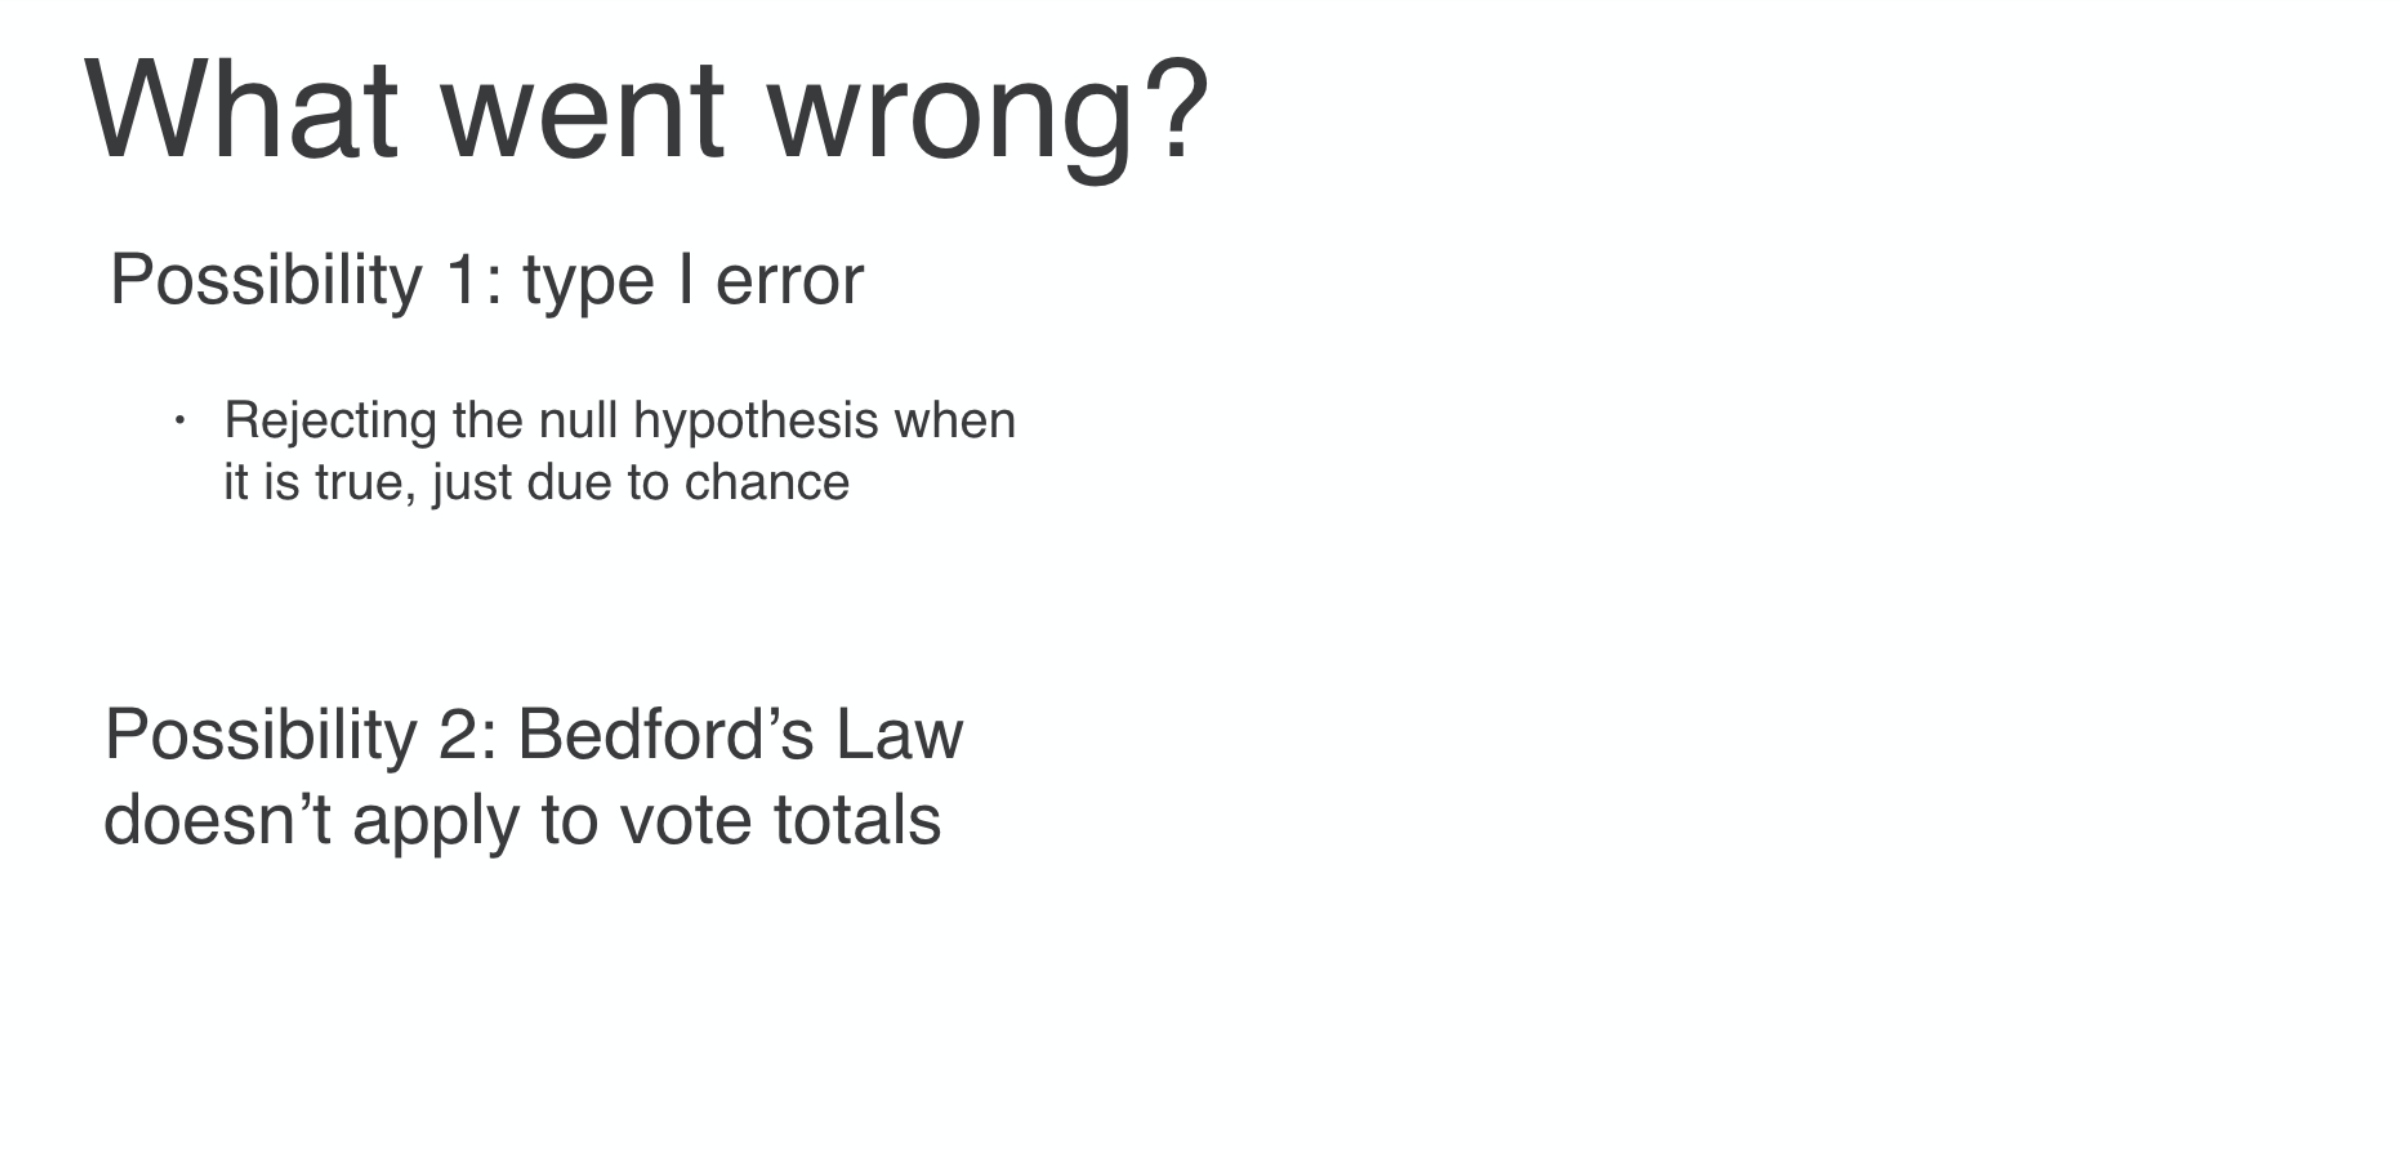 What went wrong?
Possibility 1: type I error
• Rejecting the null hypothesis when
it is true, just due to chance
Possibility 2: Bedford’s Law
doesn’t apply to vote totals